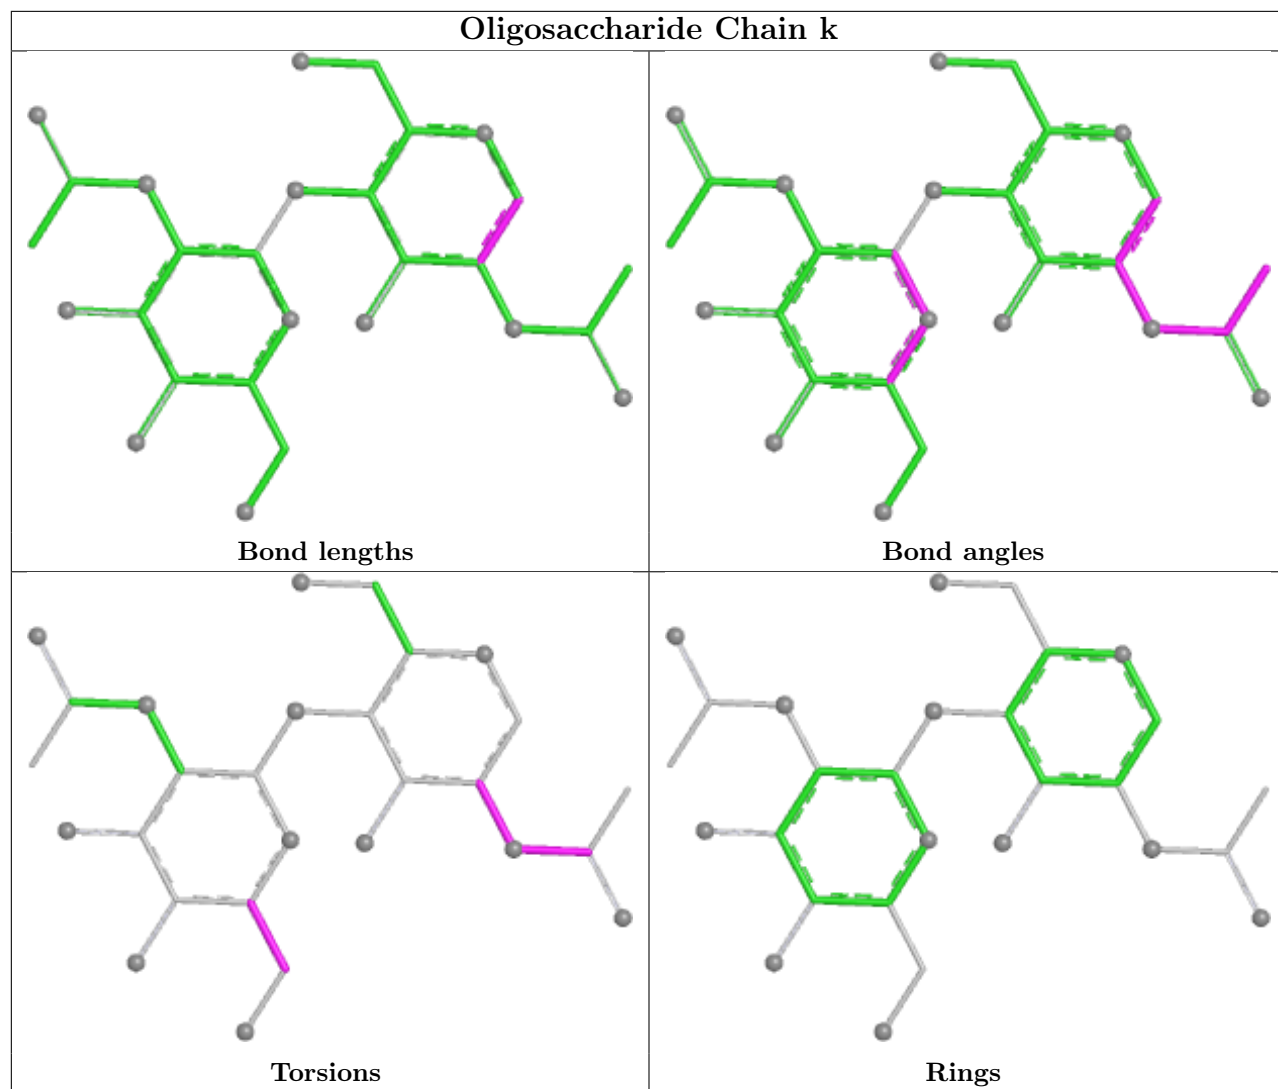 Oligosaccharide Chain k
Bond lengths
Bond angles
Torsions
Rings